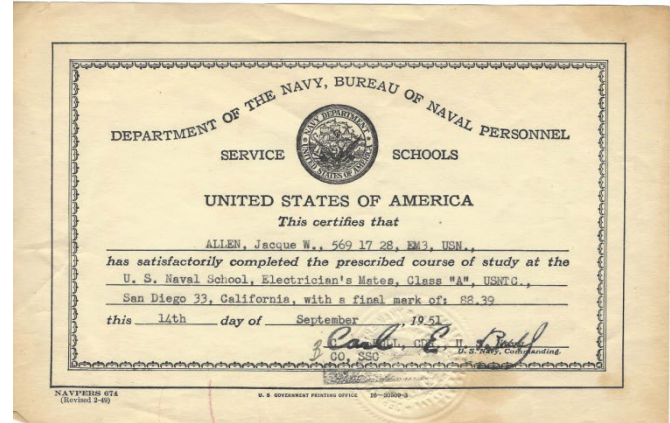 DEPARTMENT OF THE NAVY, BUREAU OF NAVAL PERSONNEL
SERVICE SCHOOLS
NAVY DEPARTMENT
UNITED STATES OF AMERICA
UNITED STATES OF AMERICA
This certifies that
ALLEN, Jacque W., 569 17 28, EM3, USN.,
has satisfactorily completed the prescribed course of study at the
U. S. Naval School, Electrician's Mates, Class "A", USNTC.,
San Diego 33, California, with a final mark of: 88.39
this 14th day of September, 1951
Carl E.
CO, SSC
U. S. Navy, Commanding.
NAVPERS 674
(Revised 2-49)
U. S. GOVERNMENT PRINTING OFFICE